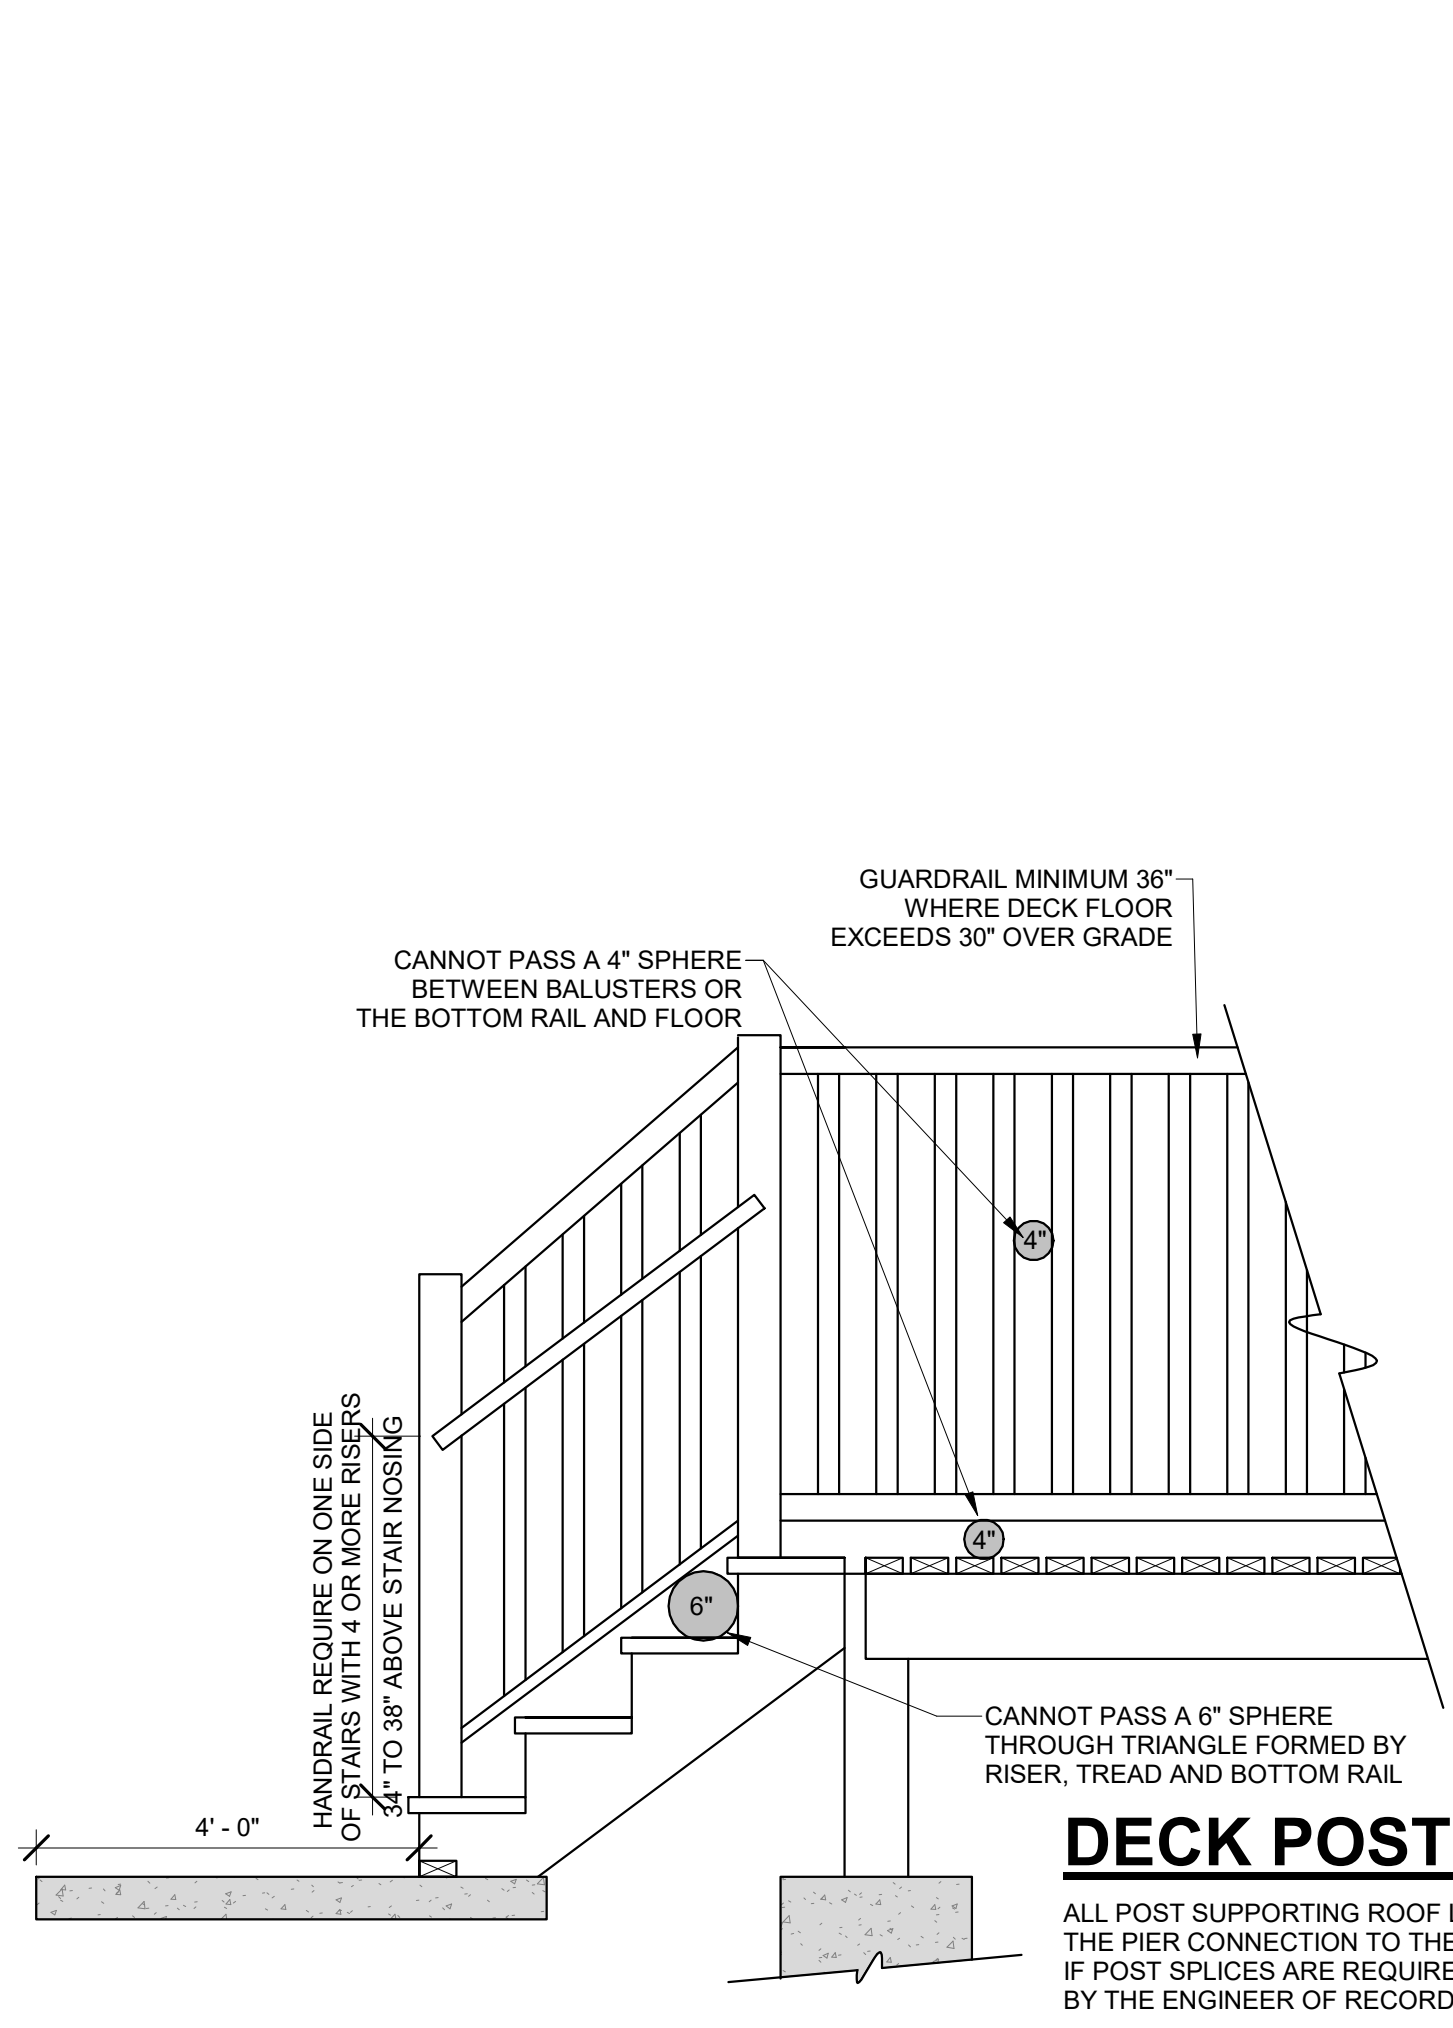 GUARDRAIL MINIMUM 36"
WHERE DECK FLOOR
EXCEEDS 30" OVER GRADE
CANNOT PASS A 4" SPHERE
BETWEEN BALUSTERS OR
THE BOTTOM RAIL AND FLOOR
4"
HANDRAIL REQUIRE ON ONE SIDE
OF STAIRS WITH 4 OR MORE RISERS
34" TO 38" ABOVE STAIR NOSING
4"
6"
CANNOT PASS A 6" SPHERE
THROUGH TRIANGLE FORMED BY
RISER, TREAD AND BOTTOM RAIL
4' - 0"
DECK POST
ALL POST SUPPORTING ROOF L
THE PIER CONNECTION TO THE
IF POST SPLICES ARE REQUIRE
BY THE ENGINEER OF RECORD